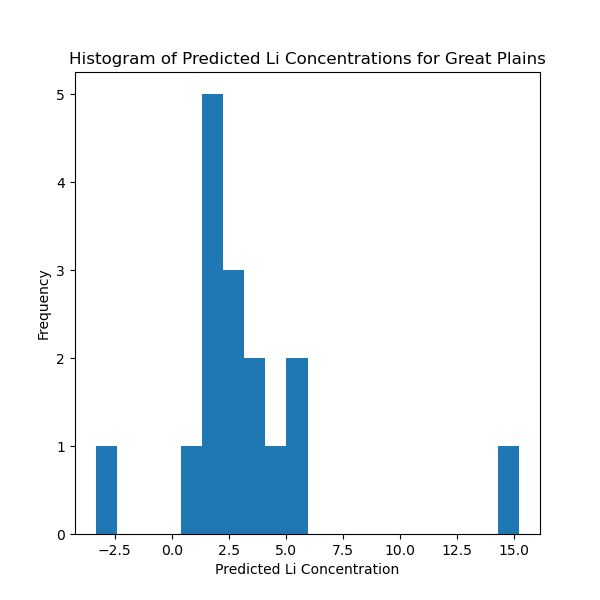 Histogram of Predicted Li Concentrations for Great Plains
5
4
3
2
1
0
Frequency
−2.5 0.0 2.5 5.0 7.5 10.0 12.5 15.0
Predicted Li Concentration